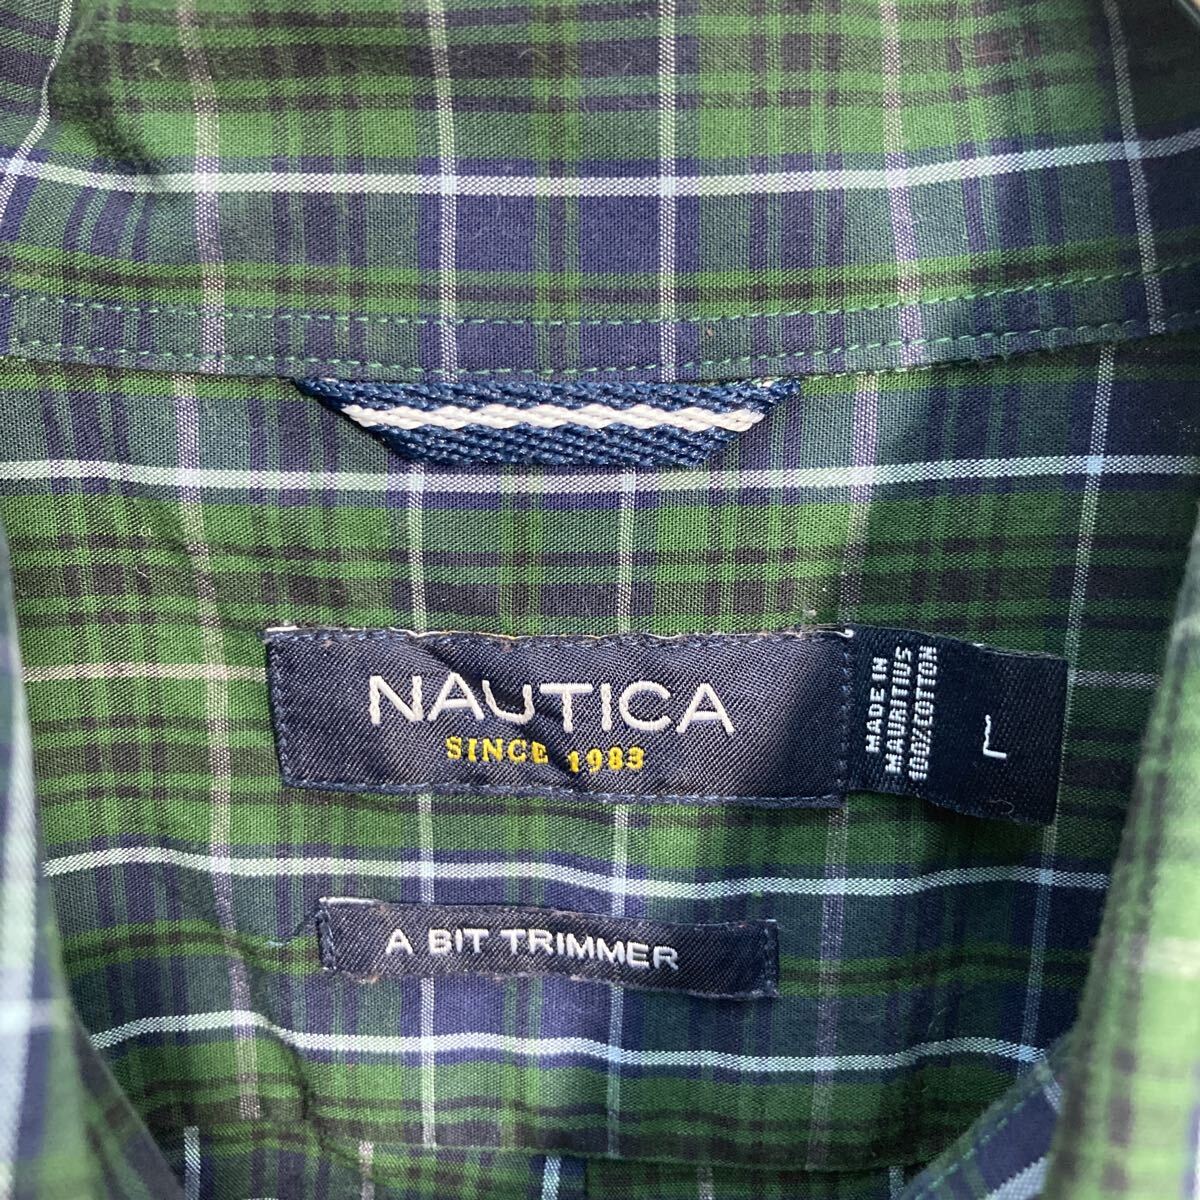 NAUTICA
SINCE 1983
MADE IN
MAURITIUS
100%COTTON
L
A BIT TRIMMER